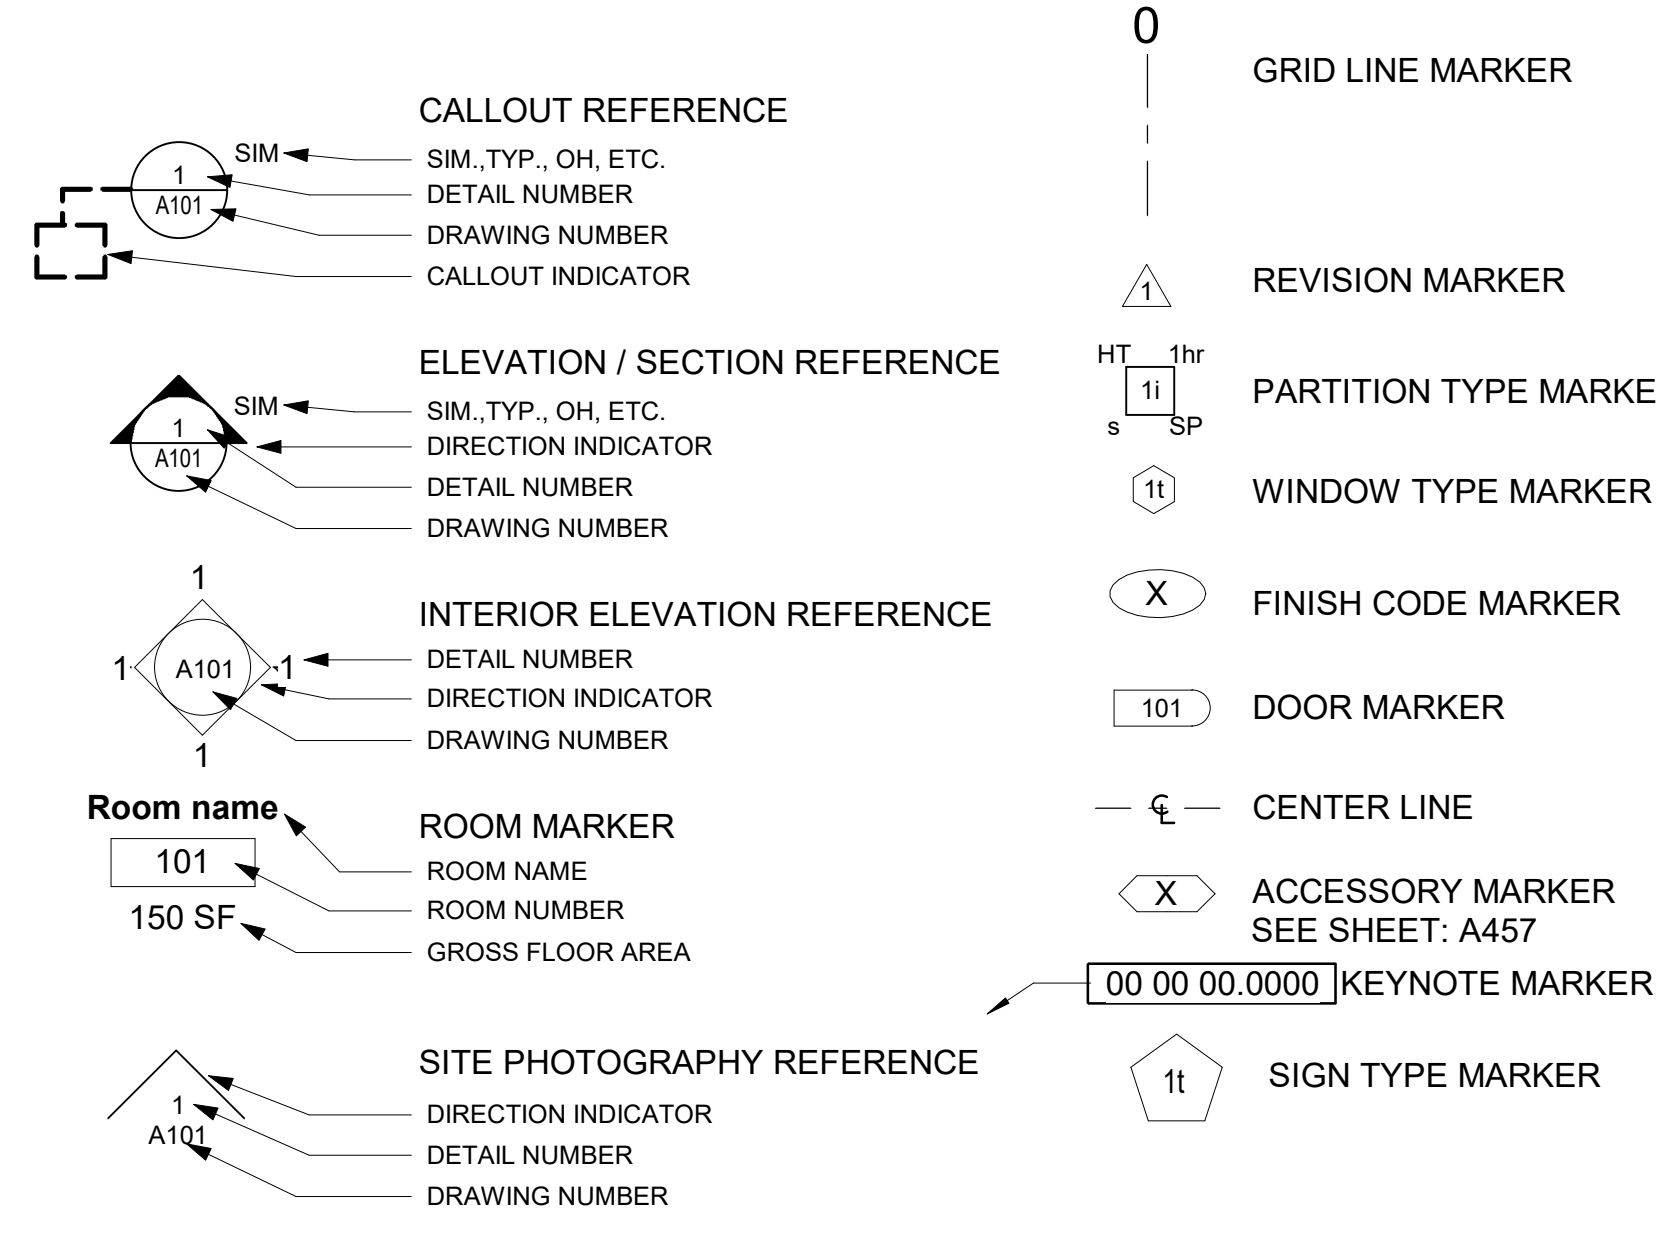 CALLOUT REFERENCE
SIM
SIM.,TYP., OH, ETC.
1
DETAIL NUMBER
A101
DRAWING NUMBER
CALLOUT INDICATOR
ELEVATION / SECTION REFERENCE
SIM
SIM.,TYP., OH, ETC.
1
DIRECTION INDICATOR
A101
DETAIL NUMBER
DRAWING NUMBER
1
INTERIOR ELEVATION REFERENCE
1 A101 1
DETAIL NUMBER
DIRECTION INDICATOR
DRAWING NUMBER
1
Room name
ROOM MARKER
101
ROOM NAME
ROOM NUMBER
150 SF
GROSS FLOOR AREA
SITE PHOTOGRAPHY REFERENCE
1
DIRECTION INDICATOR
A101
DETAIL NUMBER
DRAWING NUMBER
0
GRID LINE MARKER
1
REVISION MARKER
HT 1hr
1i
PARTITION TYPE MARKE
s SP
1t
WINDOW TYPE MARKER
X
FINISH CODE MARKER
101
DOOR MARKER
℄
CENTER LINE
X
ACCESSORY MARKER
SEE SHEET: A457
00 00 00.0000 KEYNOTE MARKER
1t
SIGN TYPE MARKER